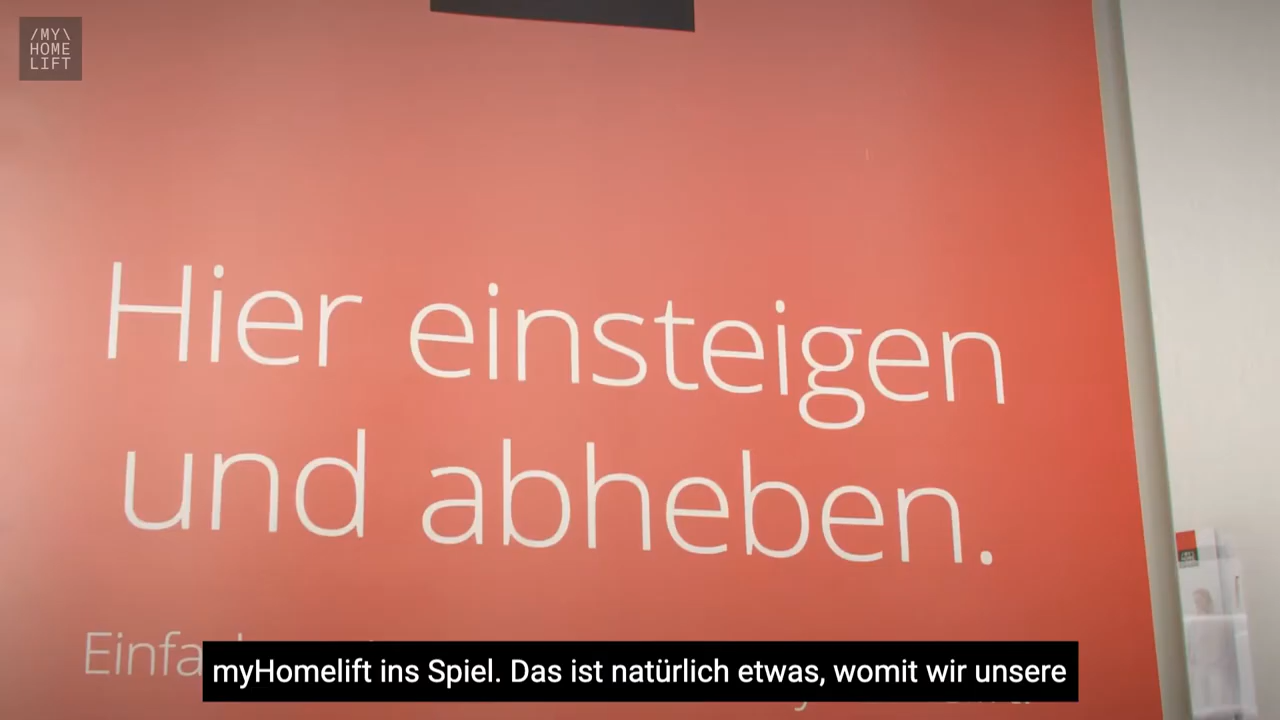 /MY\
HOME
LIFT
Hier einsteigen
und abheben.
myHomelift ins Spiel. Das ist natürlich etwas, womit wir unsere